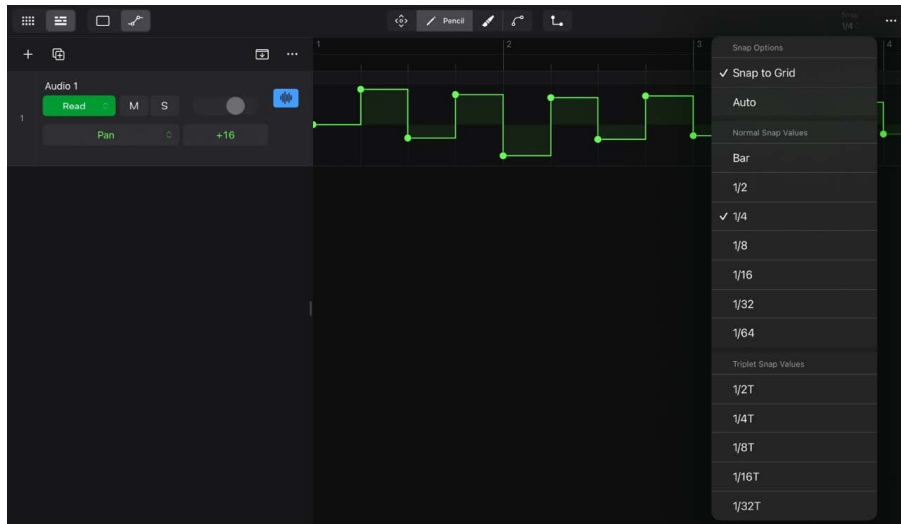 Pencil
Snap
1/4
1
2
3
4
Audio 1
Read
M
S
1
Pan
+16
Snap Options
Snap to Grid
Auto
Normal Snap Values
Bar
1/2
1/4
1/8
1/16
1/32
1/64
Triplet Snap Values
1/2T
1/4T
1/8T
1/16T
1/32T